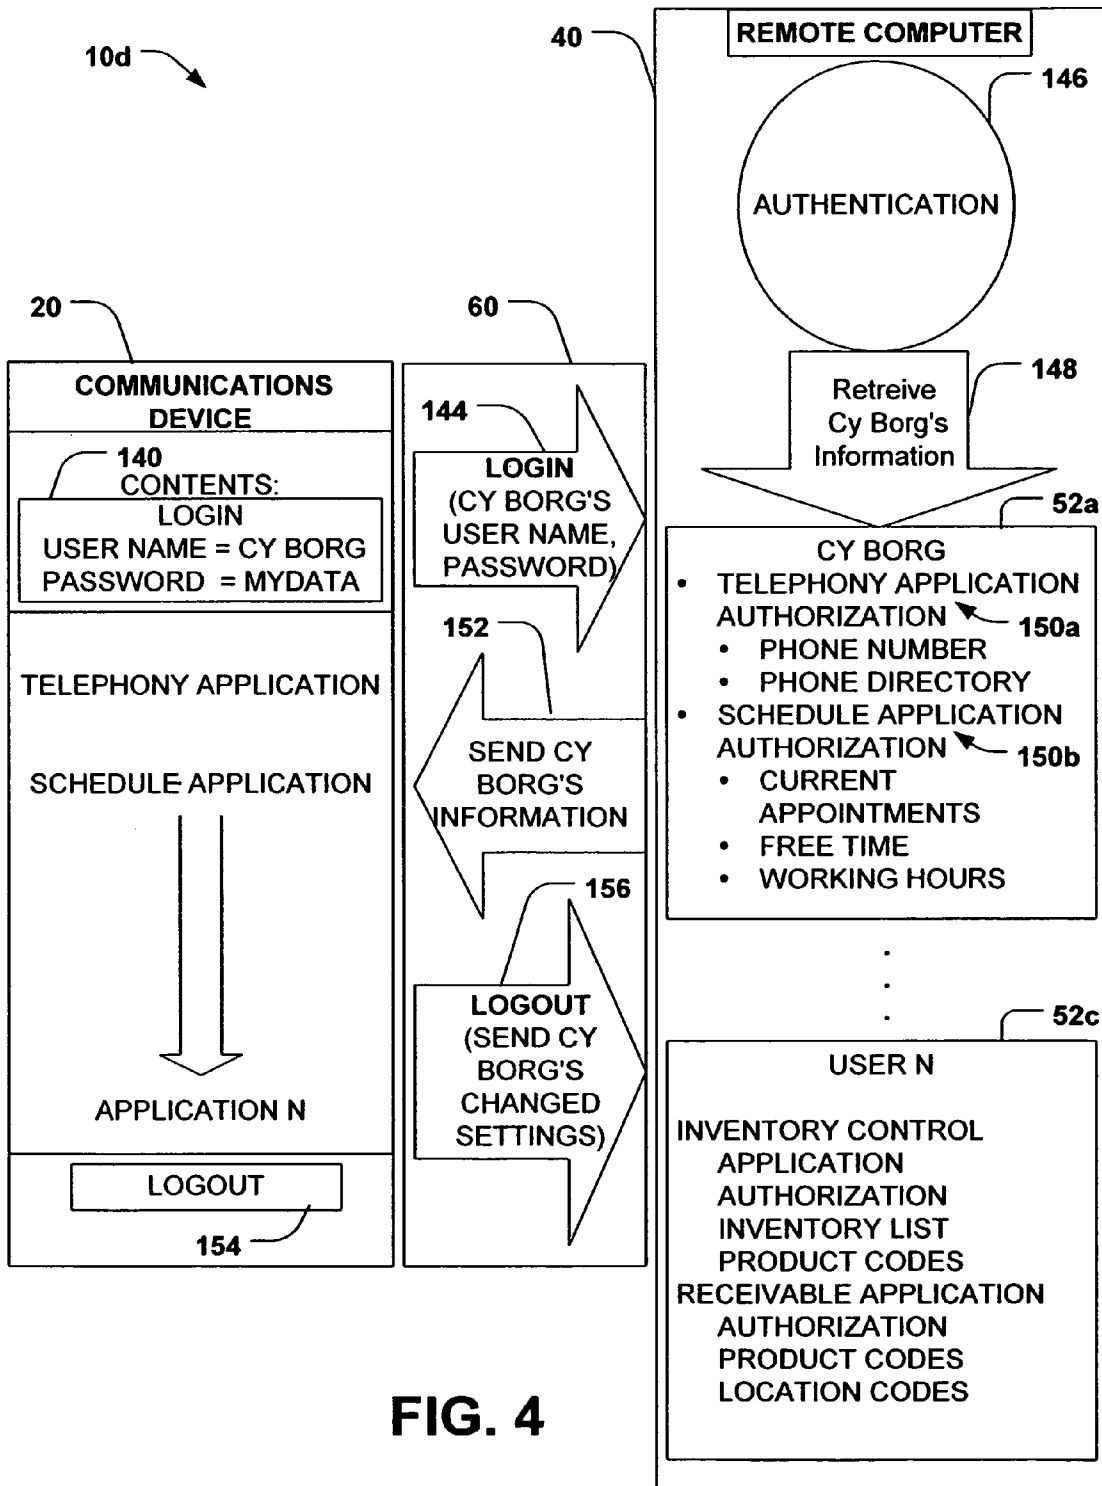 10d
40
REMOTE COMPUTER
146
AUTHENTICATION
148
Retreive
Cy Borg's
Information
20
COMMUNICATIONS
DEVICE
140
CONTENTS:
LOGIN
USER NAME = CY BORG
PASSWORD = MYDATA
TELEPHONY APPLICATION
SCHEDULE APPLICATION
APPLICATION N
LOGOUT
154
60
144
LOGIN
(CY BORG'S
USER NAME,
PASSWORD)
152
SEND CY
BORG'S
INFORMATION
156
LOGOUT
(SEND CY
BORG'S
CHANGED
SETTINGS)
52a
CY BORG
• TELEPHONY APPLICATION
AUTHORIZATION
150a
• PHONE NUMBER
• PHONE DIRECTORY
• SCHEDULE APPLICATION
AUTHORIZATION
150b
• CURRENT
APPOINTMENTS
• FREE TIME
• WORKING HOURS
52c
USER N
INVENTORY CONTROL
APPLICATION
AUTHORIZATION
INVENTORY LIST
PRODUCT CODES
RECEIVABLE APPLICATION
AUTHORIZATION
PRODUCT CODES
LOCATION CODES
FIG. 4